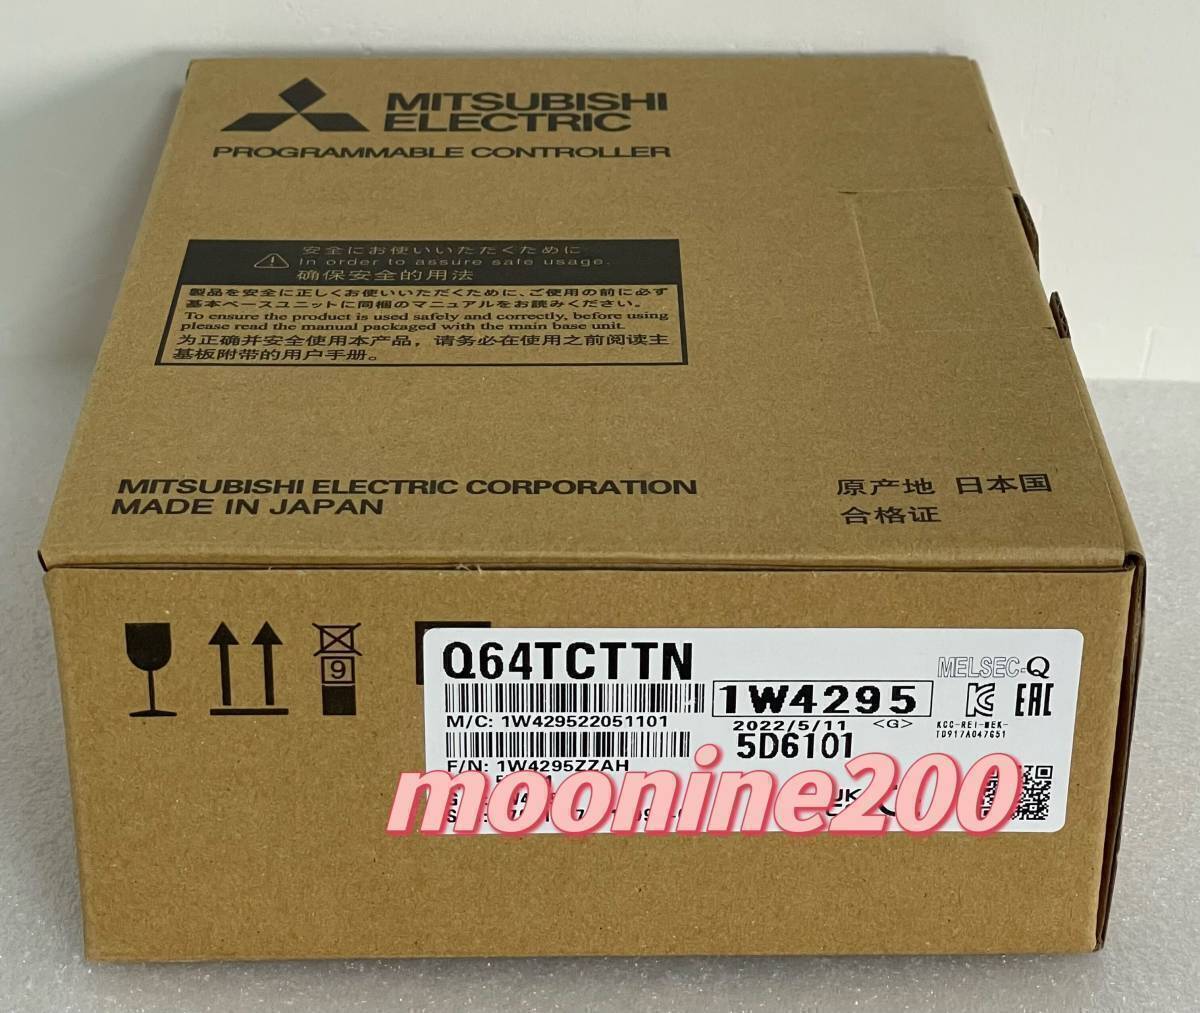 MITSUBISHI
ELECTRIC
PROGRAMMABLE CONTROLLER
安全にお使いいただくために
In order to assure safe usage.
确保安全的用法
製品を安全に正しくお使いいただくために、ご使用の前に必ず
基本ベースユニットに同梱のマニュアルをお読みください。
To ensure the product is used safely and correctly, before using
please read the manual packaged with the main base unit.
为正确并安全使用本产品，请务必在使用之前阅读主
基板附带的用户手册。
MITSUBISHI ELECTRIC CORPORATION
MADE IN JAPAN
原产地 日本国
合格证
9
Q64TCTTN
MELSEC-Q
1W4295
M/C: 1W429522051101
2022/5/11 <G>
5D6101
KCC-REI-MEK-
TD917A047G51
EAC
F/N: 1W4295ZZAH
moonine200